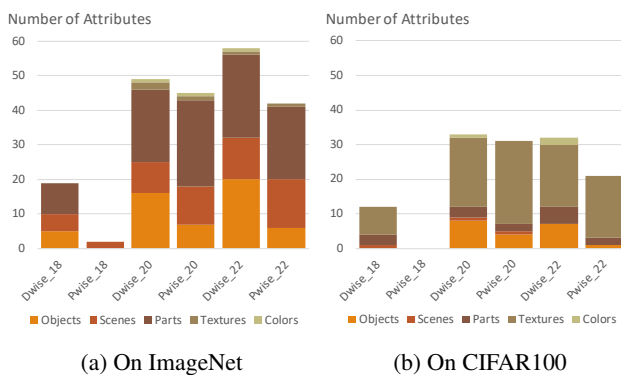 Number of Attributes
60
50
40
30
20
10
0
Dwise_18
Pwise_18
Dwise_20
Pwise_20
Dwise_22
Pwise_22
Objects Scenes Parts Textures Colors
(a) On ImageNet
Number of Attributes
60
50
40
30
20
10
0
Dwise_18
Pwise_18
Dwise_20
Pwise_20
Dwise_22
Pwise_22
Objects Scenes Parts Textures Colors
(b) On CIFAR100